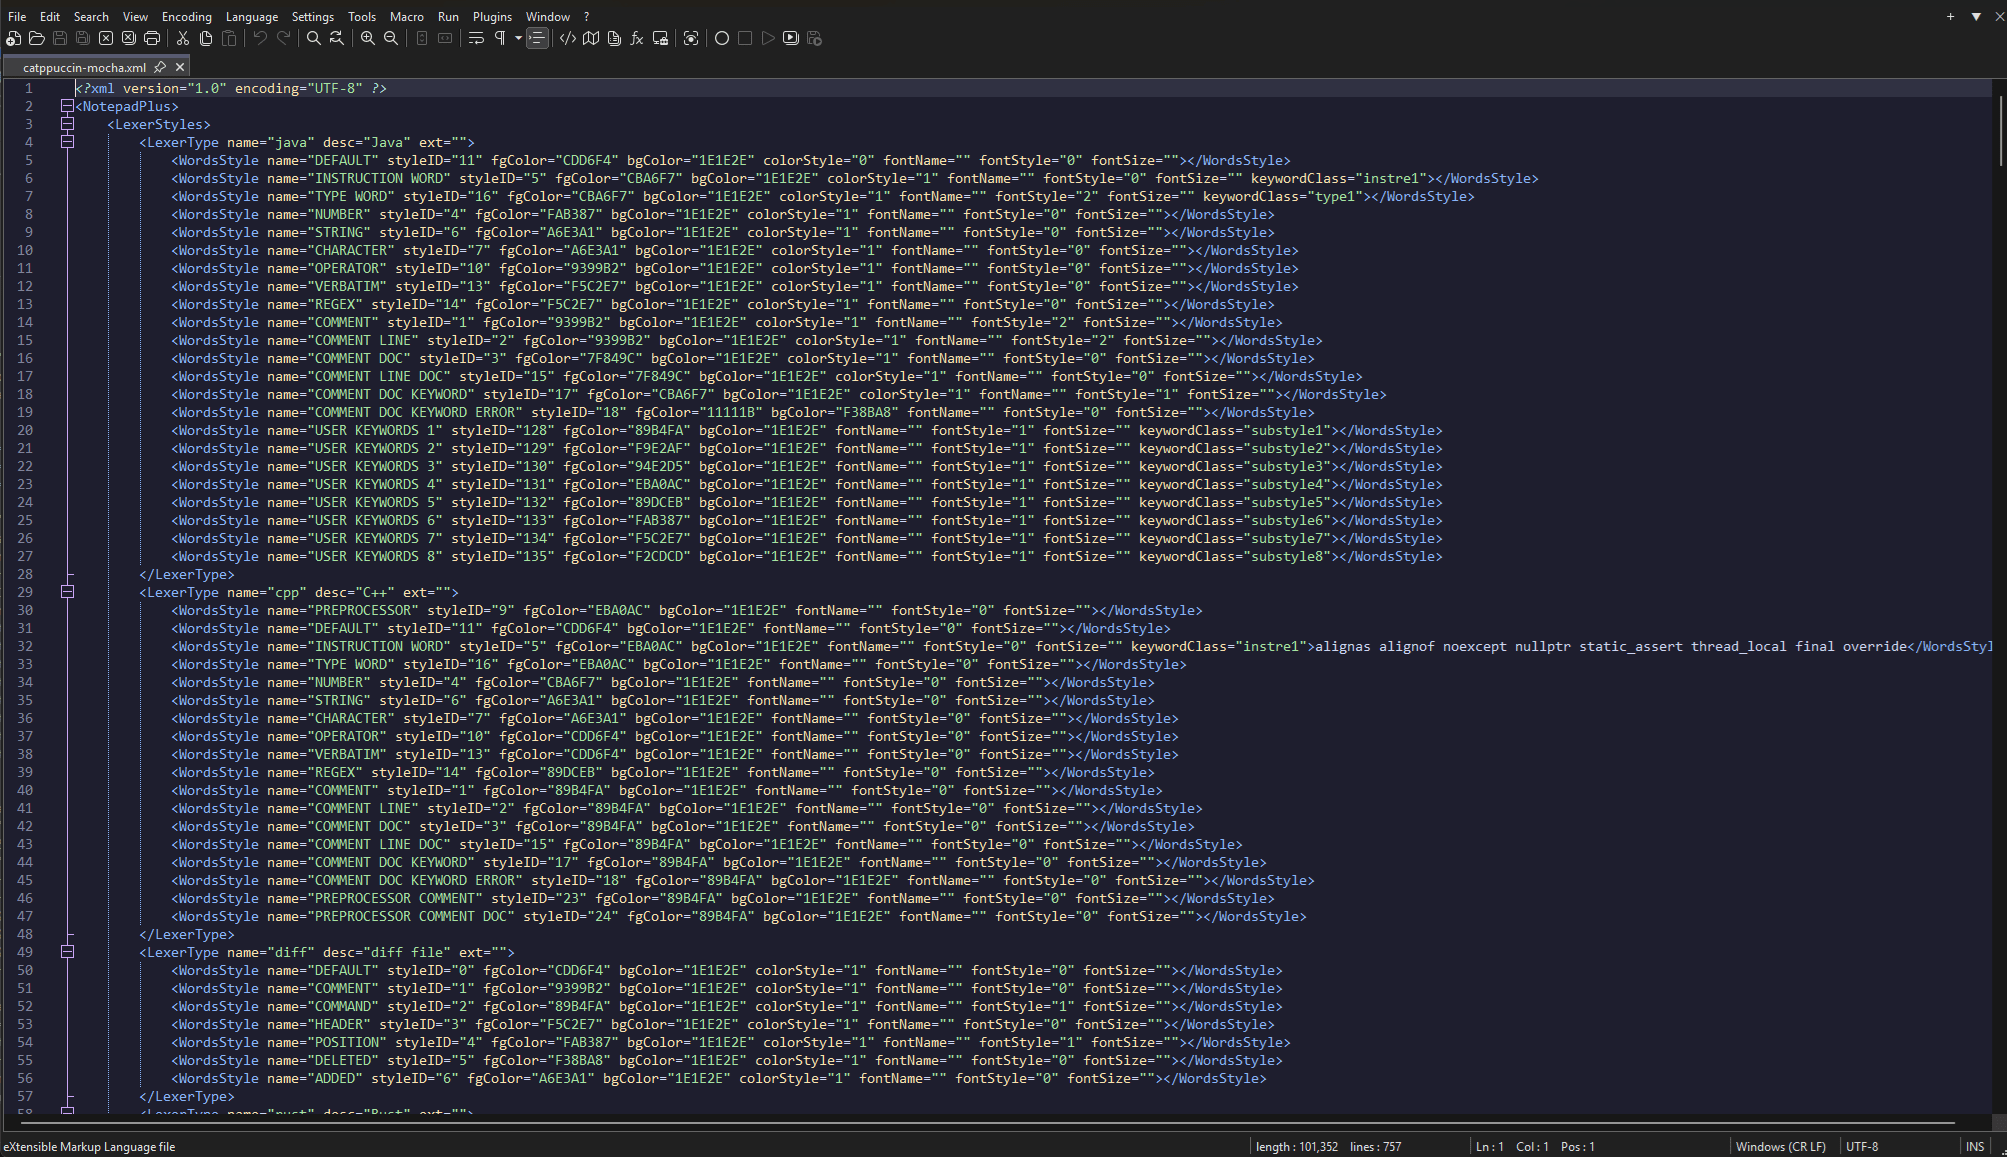 File Edit Search View Encoding Language Settings Tools Macro Run Plugins Window ?
catppuccin-mocha.xml
1 <?xml version="1.0" encoding="UTF-8" ?>
2 <NotepadPlus>
3 <LexerStyles>
4 <LexerType name="java" desc="Java" ext="">
5 <WordsStyle name="DEFAULT" styleID="11" fgColor="CDD6F4" bgColor="1E1E2E" colorStyle="0" fontName="" fontStyle="0" fontSize=""></WordsStyle>
6 <WordsStyle name="INSTRUCTION WORD" styleID="5" fgColor="CBA6F7" bgColor="1E1E2E" colorStyle="1" fontName="" fontStyle="0" fontSize="" keywordClass="instre1"></WordsStyle>
7 <WordsStyle name="TYPE WORD" styleID="16" fgColor="CBA6F7" bgColor="1E1E2E" colorStyle="1" fontName="" fontStyle="2" fontSize="" keywordClass="type1"></WordsStyle>
8 <WordsStyle name="NUMBER" styleID="4" fgColor="FAB387" bgColor="1E1E2E" colorStyle="1" fontName="" fontStyle="0" fontSize=""></WordsStyle>
9 <WordsStyle name="STRING" styleID="6" fgColor="A6E3A1" bgColor="1E1E2E" colorStyle="1" fontName="" fontStyle="0" fontSize=""></WordsStyle>
10 <WordsStyle name="CHARACTER" styleID="7" fgColor="A6E3A1" bgColor="1E1E2E" colorStyle="1" fontName="" fontStyle="0" fontSize=""></WordsStyle>
11 <WordsStyle name="OPERATOR" styleID="10" fgColor="9399B2" bgColor="1E1E2E" colorStyle="1" fontName="" fontStyle="0" fontSize=""></WordsStyle>
12 <WordsStyle name="VERBATIM" styleID="13" fgColor="F5C2E7" bgColor="1E1E2E" colorStyle="1" fontName="" fontStyle="0" fontSize=""></WordsStyle>
13 <WordsStyle name="REGEX" styleID="14" fgColor="F5C2E7" bgColor="1E1E2E" colorStyle="1" fontName="" fontStyle="0" fontSize=""></WordsStyle>
14 <WordsStyle name="COMMENT" styleID="1" fgColor="9399B2" bgColor="1E1E2E" colorStyle="1" fontName="" fontStyle="2" fontSize=""></WordsStyle>
15 <WordsStyle name="COMMENT LINE" styleID="2" fgColor="9399B2" bgColor="1E1E2E" colorStyle="1" fontName="" fontStyle="2" fontSize=""></WordsStyle>
16 <WordsStyle name="COMMENT DOC" styleID="3" fgColor="7F849C" bgColor="1E1E2E" colorStyle="1" fontName="" fontStyle="0" fontSize=""></WordsStyle>
17 <WordsStyle name="COMMENT LINE DOC" styleID="15" fgColor="7F849C" bgColor="1E1E2E" colorStyle="1" fontName="" fontStyle="0" fontSize=""></WordsStyle>
18 <WordsStyle name="COMMENT DOC KEYWORD" styleID="17" fgColor="CBA6F7" bgColor="1E1E2E" colorStyle="1" fontName="" fontStyle="1" fontSize=""></WordsStyle>
19 <WordsStyle name="COMMENT DOC KEYWORD ERROR" styleID="18" fgColor="11111B" bgColor="F38BA8" fontName="" fontStyle="0" fontSize=""></WordsStyle>
20 <WordsStyle name="USER KEYWORDS 1" styleID="128" fgColor="89B4FA" bgColor="1E1E2E" fontName="" fontStyle="1" fontSize="" keywordClass="substyle1"></WordsStyle>
21 <WordsStyle name="USER KEYWORDS 2" styleID="129" fgColor="F9E2AF" bgColor="1E1E2E" fontName="" fontStyle="1" fontSize="" keywordClass="substyle2"></WordsStyle>
22 <WordsStyle name="USER KEYWORDS 3" styleID="130" fgColor="94E2D5" bgColor="1E1E2E" fontName="" fontStyle="1" fontSize="" keywordClass="substyle3"></WordsStyle>
23 <WordsStyle name="USER KEYWORDS 4" styleID="131" fgColor="EBA0AC" bgColor="1E1E2E" fontName="" fontStyle="1" fontSize="" keywordClass="substyle4"></WordsStyle>
24 <WordsStyle name="USER KEYWORDS 5" styleID="132" fgColor="89DCEB" bgColor="1E1E2E" fontName="" fontStyle="1" fontSize="" keywordClass="substyle5"></WordsStyle>
25 <WordsStyle name="USER KEYWORDS 6" styleID="133" fgColor="FAB387" bgColor="1E1E2E" fontName="" fontStyle="1" fontSize="" keywordClass="substyle6"></WordsStyle>
26 <WordsStyle name="USER KEYWORDS 7" styleID="134" fgColor="F5C2E7" bgColor="1E1E2E" fontName="" fontStyle="1" fontSize="" keywordClass="substyle7"></WordsStyle>
27 <WordsStyle name="USER KEYWORDS 8" styleID="135" fgColor="F2CDCD" bgColor="1E1E2E" fontName="" fontStyle="1" fontSize="" keywordClass="substyle8"></WordsStyle>
28 </LexerType>
29 <LexerType name="cpp" desc="C++" ext="">
30 <WordsStyle name="PREPROCESSOR" styleID="9" fgColor="EBA0AC" bgColor="1E1E2E" fontName="" fontStyle="0" fontSize=""></WordsStyle>
31 <WordsStyle name="DEFAULT" styleID="11" fgColor="CDD6F4" bgColor="1E1E2E" fontName="" fontStyle="0" fontSize=""></WordsStyle>
32 <WordsStyle name="INSTRUCTION WORD" styleID="5" fgColor="EBA0AC" bgColor="1E1E2E" fontName="" fontStyle="0" fontSize="" keywordClass="instre1">alignas alignof noexcept nullptr static_assert thread_local final override</WordsStyl
33 <WordsStyle name="TYPE WORD" styleID="16" fgColor="EBA0AC" bgColor="1E1E2E" fontName="" fontStyle="0" fontSize=""></WordsStyle>
34 <WordsStyle name="NUMBER" styleID="4" fgColor="CBA6F7" bgColor="1E1E2E" fontName="" fontStyle="0" fontSize=""></WordsStyle>
35 <WordsStyle name="STRING" styleID="6" fgColor="A6E3A1" bgColor="1E1E2E" fontName="" fontStyle="0" fontSize=""></WordsStyle>
36 <WordsStyle name="CHARACTER" styleID="7" fgColor="A6E3A1" bgColor="1E1E2E" fontName="" fontStyle="0" fontSize=""></WordsStyle>
37 <WordsStyle name="OPERATOR" styleID="10" fgColor="CDD6F4" bgColor="1E1E2E" fontName="" fontStyle="0" fontSize=""></WordsStyle>
38 <WordsStyle name="VERBATIM" styleID="13" fgColor="CDD6F4" bgColor="1E1E2E" fontName="" fontStyle="0" fontSize=""></WordsStyle>
39 <WordsStyle name="REGEX" styleID="14" fgColor="89DCEB" bgColor="1E1E2E" fontName="" fontStyle="0" fontSize=""></WordsStyle>
40 <WordsStyle name="COMMENT" styleID="1" fgColor="89B4FA" bgColor="1E1E2E" fontName="" fontStyle="0" fontSize=""></WordsStyle>
41 <WordsStyle name="COMMENT LINE" styleID="2" fgColor="89B4FA" bgColor="1E1E2E" fontName="" fontStyle="0" fontSize=""></WordsStyle>
42 <WordsStyle name="COMMENT DOC" styleID="3" fgColor="89B4FA" bgColor="1E1E2E" fontName="" fontStyle="0" fontSize=""></WordsStyle>
43 <WordsStyle name="COMMENT LINE DOC" styleID="15" fgColor="89B4FA" bgColor="1E1E2E" fontName="" fontStyle="0" fontSize=""></WordsStyle>
44 <WordsStyle name="COMMENT DOC KEYWORD" styleID="17" fgColor="89B4FA" bgColor="1E1E2E" fontName="" fontStyle="0" fontSize=""></WordsStyle>
45 <WordsStyle name="COMMENT DOC KEYWORD ERROR" styleID="18" fgColor="89B4FA" bgColor="1E1E2E" fontName="" fontStyle="0" fontSize=""></WordsStyle>
46 <WordsStyle name="PREPROCESSOR COMMENT" styleID="23" fgColor="89B4FA" bgColor="1E1E2E" fontName="" fontStyle="0" fontSize=""></WordsStyle>
47 <WordsStyle name="PREPROCESSOR COMMENT DOC" styleID="24" fgColor="89B4FA" bgColor="1E1E2E" fontName="" fontStyle="0" fontSize=""></WordsStyle>
48 </LexerType>
49 <LexerType name="diff" desc="diff file" ext="">
50 <WordsStyle name="DEFAULT" styleID="0" fgColor="CDD6F4" bgColor="1E1E2E" colorStyle="1" fontName="" fontStyle="0" fontSize=""></WordsStyle>
51 <WordsStyle name="COMMENT" styleID="1" fgColor="9399B2" bgColor="1E1E2E" colorStyle="1" fontName="" fontStyle="0" fontSize=""></WordsStyle>
52 <WordsStyle name="COMMAND" styleID="2" fgColor="89B4FA" bgColor="1E1E2E" colorStyle="1" fontName="" fontStyle="1" fontSize=""></WordsStyle>
53 <WordsStyle name="HEADER" styleID="3" fgColor="F5C2E7" bgColor="1E1E2E" colorStyle="1" fontName="" fontStyle="0" fontSize=""></WordsStyle>
54 <WordsStyle name="POSITION" styleID="4" fgColor="FAB387" bgColor="1E1E2E" colorStyle="1" fontName="" fontStyle="1" fontSize=""></WordsStyle>
55 <WordsStyle name="DELETED" styleID="5" fgColor="F38BA8" bgColor="1E1E2E" colorStyle="1" fontName="" fontStyle="0" fontSize=""></WordsStyle>
56 <WordsStyle name="ADDED" styleID="6" fgColor="A6E3A1" bgColor="1E1E2E" colorStyle="1" fontName="" fontStyle="0" fontSize=""></WordsStyle>
57 </LexerType>
58 <LexerType name="rust" desc="Rust" ext="">
eXtensible Markup Language file length : 101,352 lines : 757 Ln : 1 Col : 1 Pos : 1 Windows (CR LF) UTF-8 INS